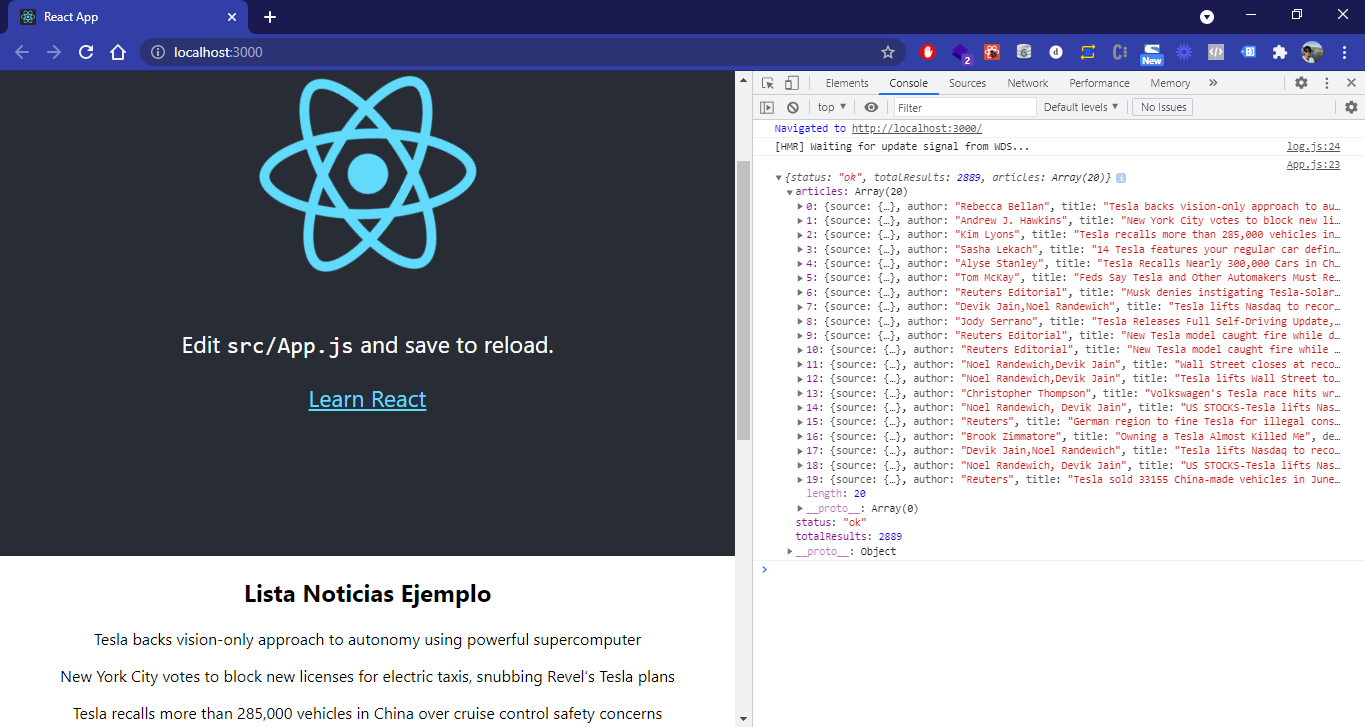 React App
localhost:3000
2
New
Edit src/App.js and save to reload.
Learn React
Lista Noticias Ejemplo
Tesla backs vision-only approach to autonomy using powerful supercomputer
New York City votes to block new licenses for electric taxis, snubbing Revel's Tesla plans
Tesla recalls more than 285,000 vehicles in China over cruise control safety concerns
Elements Console Sources Network Performance Memory »
top Filter Default levels No Issues
Navigated to http://localhost:3000/
[HMR] Waiting for update signal from WDS... log.js:24
App.js:23
{status: "ok", totalResults: 2889, articles: Array(20)} i
articles: Array(20)
0: {source: {…}, author: "Rebecca Bellan", title: "Tesla backs vision-only approach to au…
1: {source: {…}, author: "Andrew J. Hawkins", title: "New York City votes to block new li…
2: {source: {…}, author: "Kim Lyons", title: "Tesla recalls more than 285,000 vehicles in…
3: {source: {…}, author: "Sasha Lekach", title: "14 Tesla features your regular car defin…
4: {source: {…}, author: "Alyse Stanley", title: "Tesla Recalls Nearly 300,000 Cars in Ch…
5: {source: {…}, author: "Tom McKay", title: "Feds Say Tesla and Other Automakers Must Re…
6: {source: {…}, author: "Reuters Editorial", title: "Musk denies instigating Tesla-Solar…
7: {source: {…}, author: "Devik Jain,Noel Randewich", title: "Tesla lifts Nasdaq to recor…
8: {source: {…}, author: "Jody Serrano", title: "Tesla Releases Full Self-Driving Update,…
9: {source: {…}, author: "Reuters Editorial", title: "New Tesla model caught fire while d…
10: {source: {…}, author: "Reuters Editorial", title: "New Tesla model caught fire while …
11: {source: {…}, author: "Noel Randewich,Devik Jain", title: "Wall Street closes at reco…
12: {source: {…}, author: "Noel Randewich,Devik Jain", title: "Tesla lifts Wall Street to…
13: {source: {…}, author: "Christopher Thompson", title: "Volkswagen's Tesla race hits wr…
14: {source: {…}, author: "Noel Randewich, Devik Jain", title: "US STOCKS-Tesla lifts Nas…
15: {source: {…}, author: "Reuters", title: "German region to fine Tesla for illegal cons…
16: {source: {…}, author: "Brook Zimmatore", title: "Owning a Tesla Almost Killed Me", de…
17: {source: {…}, author: "Devik Jain,Noel Randewich", title: "Tesla lifts Nasdaq to reco…
18: {source: {…}, author: "Noel Randewich, Devik Jain", title: "US STOCKS-Tesla lifts Nas…
19: {source: {…}, author: "Reuters", title: "Tesla sold 33155 China-made vehicles in June…
length: 20
__proto__: Array(0)
status: "ok"
totalResults: 2889
__proto__: Object